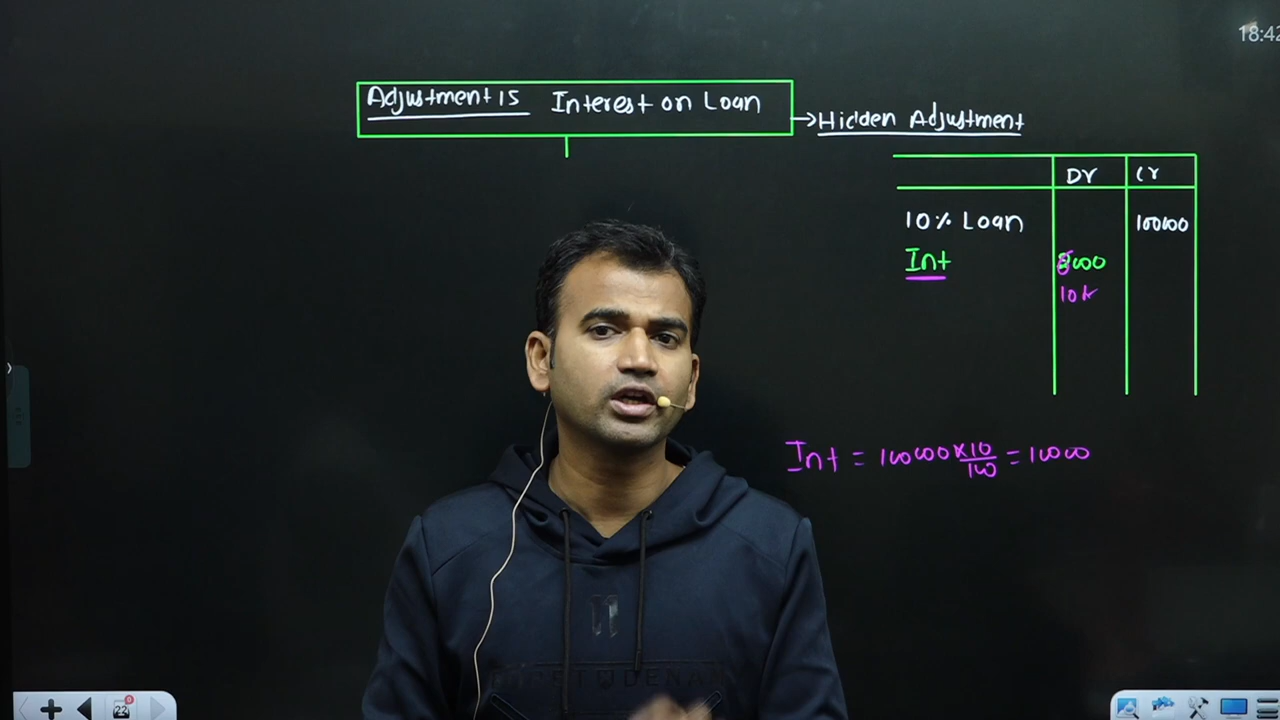 18:42
Adjustment 15 Interest on Loan
→Hidden Adjustment
Dr Cr
10% Loan 100000
Int 8000
10k
Int = 100000 × 10/100 = 10000
22